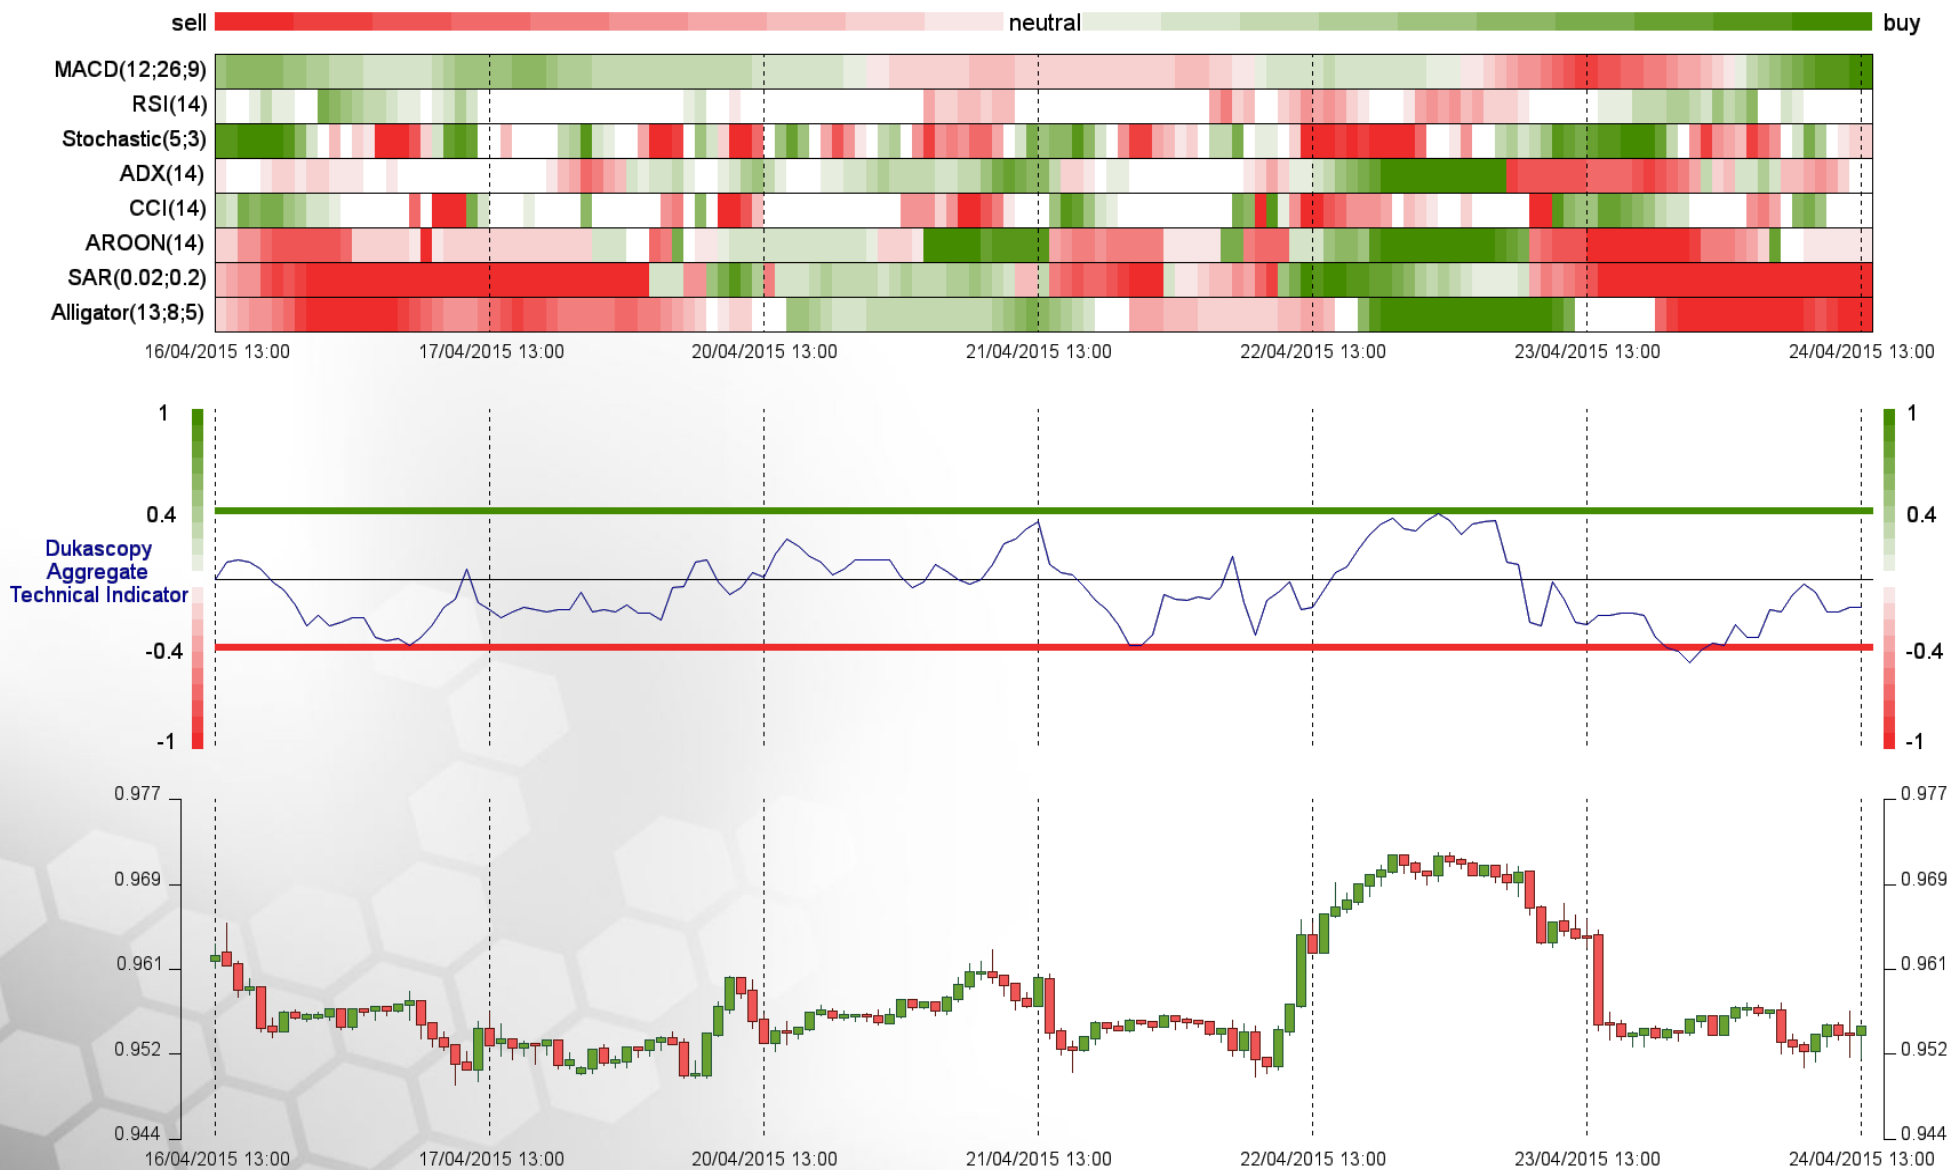 sell neutral buy
MACD(12;26;9)
RSI(14)
Stochastic(5;3)
ADX(14)
CCI(14)
AROON(14)
SAR(0.02;0.2)
Alligator(13;8;5)
16/04/2015 13:00 17/04/2015 13:00 20/04/2015 13:00 21/04/2015 13:00 22/04/2015 13:00 23/04/2015 13:00 24/04/2015 13:00
1 1
0.4 0.4
Dukascopy
Aggregate
Technical Indicator
-0.4 -0.4
-1 -1
0.977 0.977
0.969 0.969
0.961 0.961
0.952 0.952
0.944 0.944
16/04/2015 13:00 17/04/2015 13:00 20/04/2015 13:00 21/04/2015 13:00 22/04/2015 13:00 23/04/2015 13:00 24/04/2015 13:00